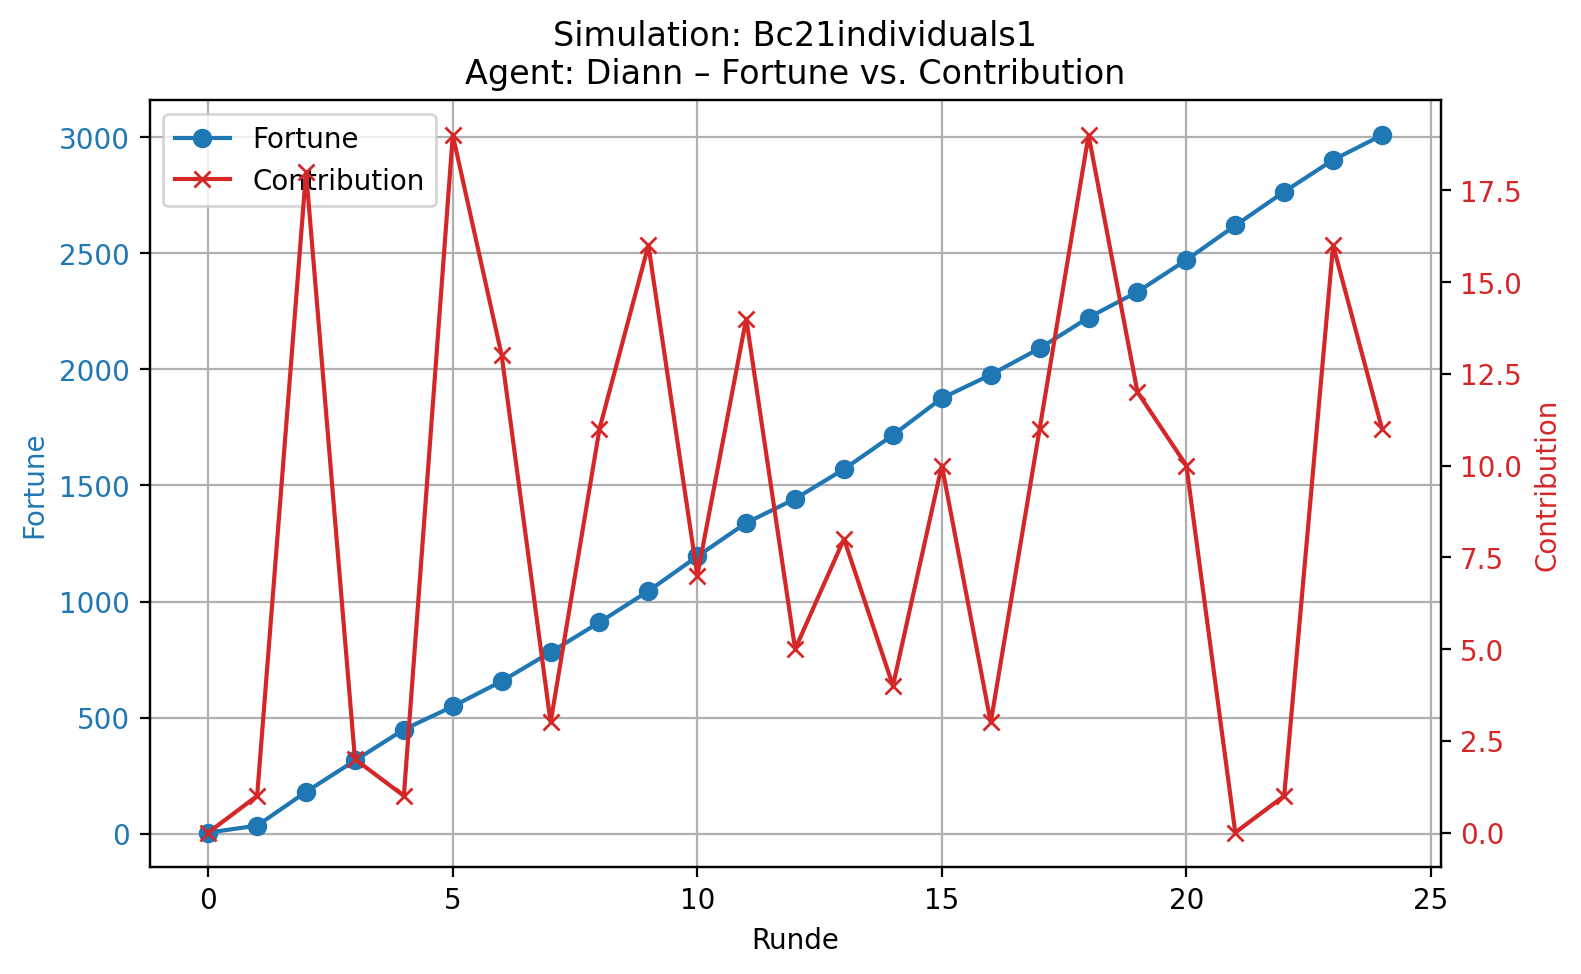 Simulation: Bc21individuals1
Agent: Diann – Fortune vs. Contribution
Fortune
Contribution
3000
2500
2000
1500
1000
500
0
Fortune
17.5
15.0
12.5
10.0
7.5
5.0
2.5
0.0
Contribution
0 5 10 15 20 25
Runde